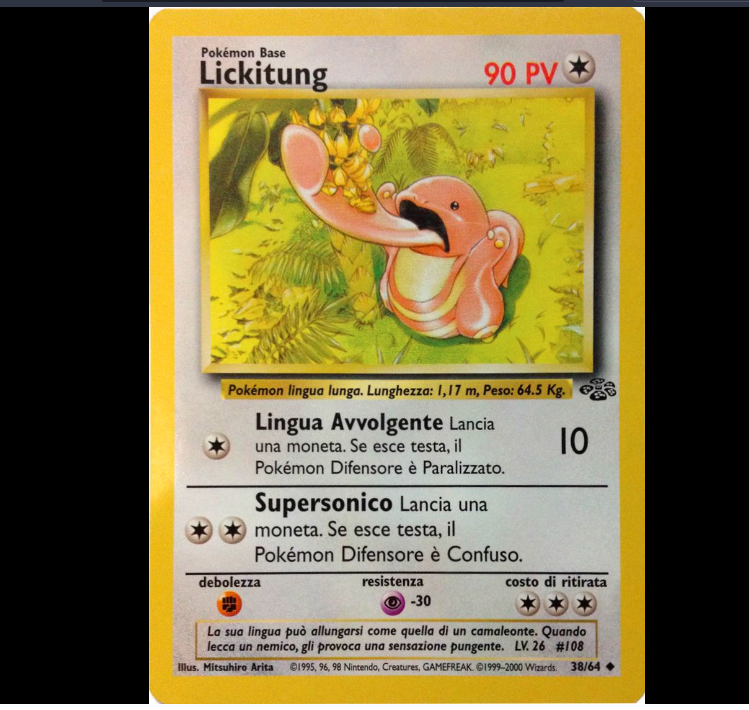 Pokémon Base
Lickitung
90 PV
Pokémon lingua lunga. Lunghezza: 1,17 m, Peso: 64.5 Kg.
Lingua Avvolgente Lancia
una moneta. Se esce testa, il
Pokémon Difensore è Paralizzato.
10
Supersonico Lancia una
moneta. Se esce testa, il
Pokémon Difensore è Confuso.
debolezza resistenza costo di ritirata
-30
La sua lingua può allungarsi come quella di un camaleonte. Quando
lecca un nemico, gli provoca una sensazione pungente. LV. 26 #108
Illus. Mitsuhiro Arita ©1995, 96, 98 Nintendo, Creatures, GAMEFREAK. ©1999-2000 Wizards. 38/64